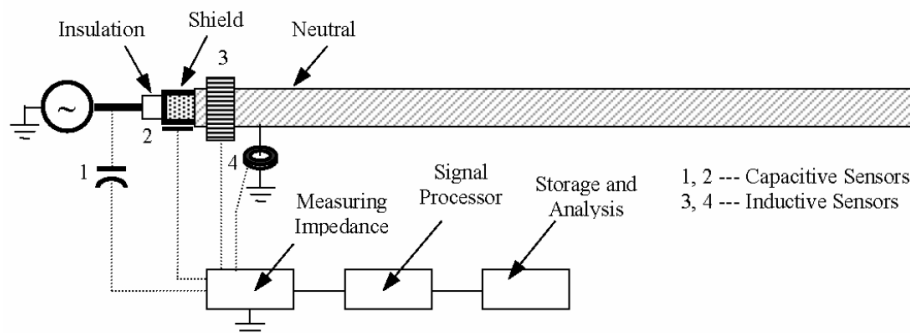 Shield
Insulation
3
Neutral
~
2
1
4
Signal
Processor
Storage and
Analysis
1, 2 --- Capacitive Sensors
3, 4 --- Inductive Sensors
Measuring
Impedance